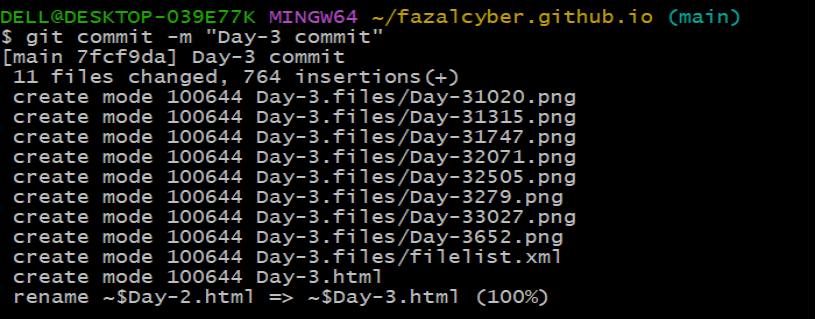 DELL@DESKTOP-039E77K MINGW64 ~/fazalcyber.github.io (main)
$ git commit -m "Day-3 commit"
[main 7fcf9da] Day-3 commit
 11 files changed, 764 insertions(+)
 create mode 100644 Day-3.files/Day-31020.png
 create mode 100644 Day-3.files/Day-31315.png
 create mode 100644 Day-3.files/Day-31747.png
 create mode 100644 Day-3.files/Day-32071.png
 create mode 100644 Day-3.files/Day-32505.png
 create mode 100644 Day-3.files/Day-3279.png
 create mode 100644 Day-3.files/Day-33027.png
 create mode 100644 Day-3.files/Day-3652.png
 create mode 100644 Day-3.files/filelist.xml
 create mode 100644 Day-3.html
 rename ~$Day-2.html => ~$Day-3.html (100%)